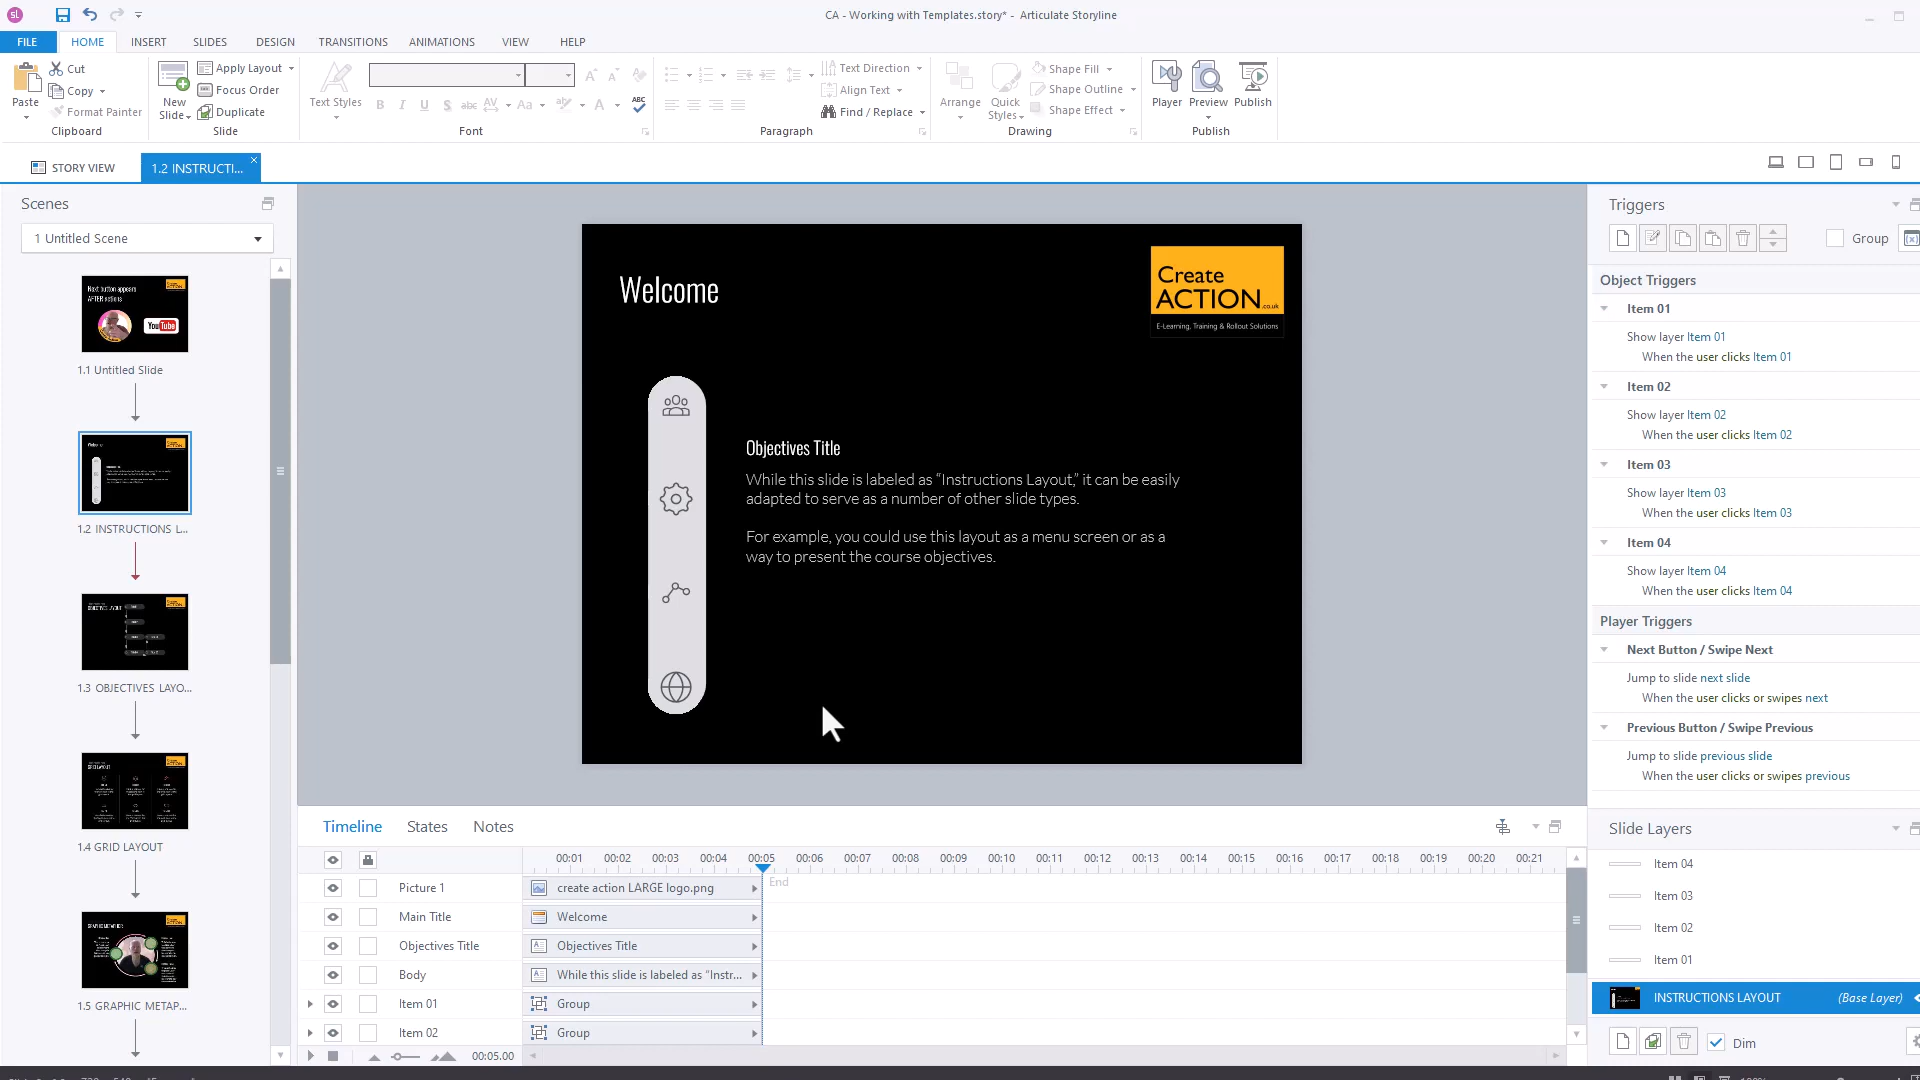 CA - Working with Templates.story* - Articulate Storyline
FILE HOME INSERT SLIDES DESIGN TRANSITIONS ANIMATIONS VIEW HELP
Paste
Cut
Copy
Format Painter
Clipboard
New Slide
Apply Layout
Focus Order
Duplicate
Slide
Text Styles
Font
Text Direction
Align Text
Find / Replace
Paragraph
Arrange
Quick Styles
Shape Fill
Shape Outline
Shape Effect
Drawing
Player
Preview
Publish
Publish
STORY VIEW
1.2 INSTRUCTI...
Scenes
1 Untitled Scene
Next button appears
AFTER actions
YouTube
1.1 Untitled Slide
1.2 INSTRUCTIONS L...
1.3 OBJECTIVES LAYO...
1.4 GRID LAYOUT
1.5 GRAPHIC METAP...
Welcome
Create
ACTION.co.uk
E-Learning, Training & Rollout Solutions
Objectives Title
While this slide is labeled as “Instructions Layout,” it can be easily
adapted to serve as a number of other slide types.
For example, you could use this layout as a menu screen or as a
way to present the course objectives.
Timeline States Notes
00:01 00:02 00:03 00:04 00:05 00:06 00:07 00:08 00:09 00:10 00:11 00:12 00:13 00:14 00:15 00:16 00:17 00:18 00:19 00:20 00:21
End
Picture 1 create action LARGE logo.png
Main Title Welcome
Objectives Title Objectives Title
Body While this slide is labeled as "Instr...
Item 01 Group
Item 02 Group
00:05.00
Triggers
Group
Object Triggers
Item 01
Show layer Item 01
When the user clicks Item 01
Item 02
Show layer Item 02
When the user clicks Item 02
Item 03
Show layer Item 03
When the user clicks Item 03
Item 04
Show layer Item 04
When the user clicks Item 04
Player Triggers
Next Button / Swipe Next
Jump to slide next slide
When the user clicks or swipes next
Previous Button / Swipe Previous
Jump to slide previous slide
When the user clicks or swipes previous
Slide Layers
Item 04
Item 03
Item 02
Item 01
INSTRUCTIONS LAYOUT (Base Layer)
Dim